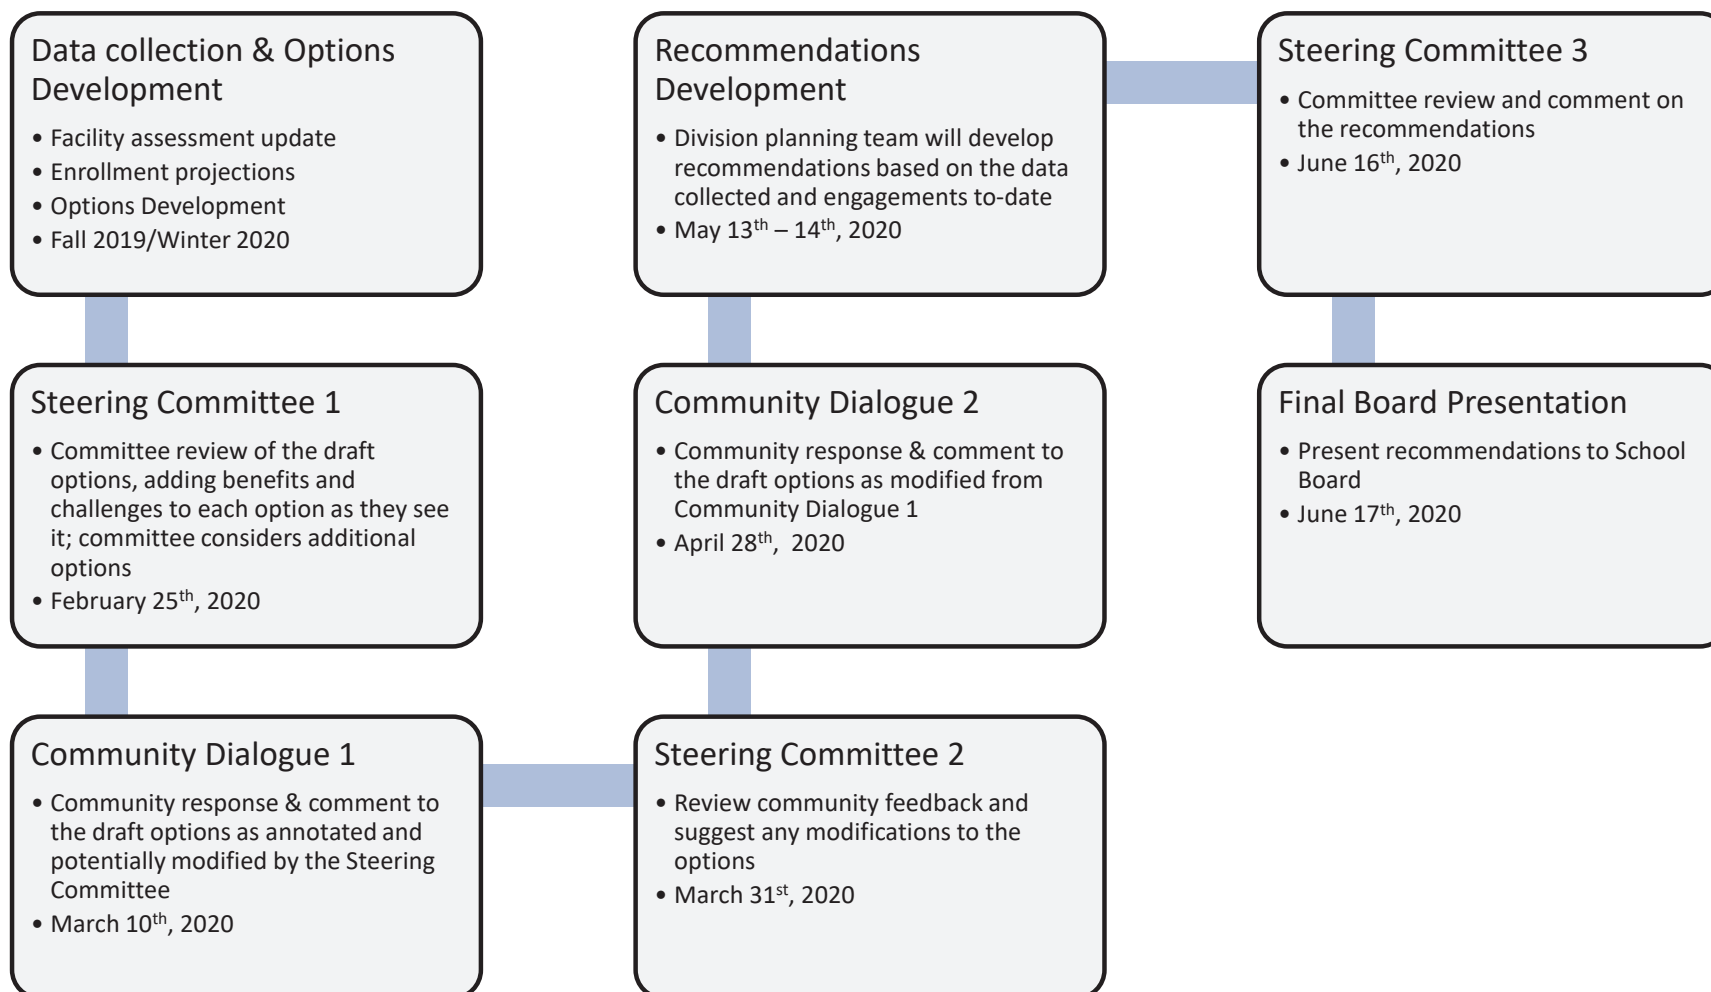 Data collection & Options
Development
• Facility assessment update
• Enrollment projections
• Options Development
• Fall 2019/Winter 2020
Steering Committee 1
• Committee review of the draft
options, adding benefits and
challenges to each option as they see
it; committee considers additional
options
• February 25th, 2020
Community Dialogue 1
• Community response & comment to
the draft options as annotated and
potentially modified by the Steering
Committee
• March 10th, 2020
Steering Committee 2
• Review community feedback and
suggest any modifications to the
options
• March 31st, 2020
Community Dialogue 2
• Community response & comment to
the draft options as modified from
Community Dialogue 1
• April 28th, 2020
Recommendations
Development
• Division planning team will develop
recommendations based on the data
collected and engagements to-date
• May 13th – 14th, 2020
Steering Committee 3
• Committee review and comment on
the recommendations
• June 16th, 2020
Final Board Presentation
• Present recommendations to School
Board
• June 17th, 2020